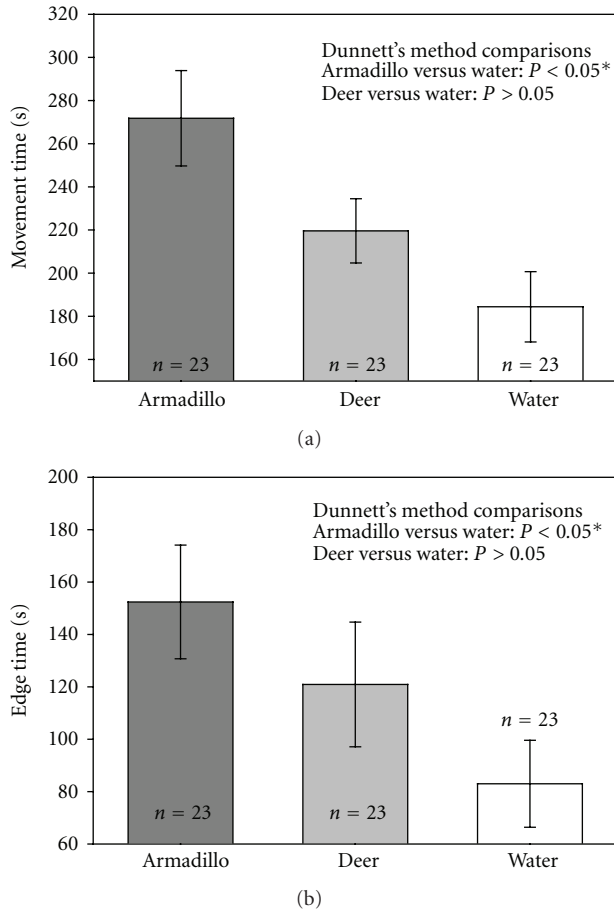 320
300
280
260
240
220
200
180
160
Movement time (s)
Dunnett's method comparisons
Armadillo versus water: P < 0.05*
Deer versus water: P > 0.05
n = 23
n = 23
n = 23
Armadillo
Deer
Water
(a)
200
180
160
140
120
100
80
60
Edge time (s)
Dunnett's method comparisons
Armadillo versus water: P < 0.05*
Deer versus water: P > 0.05
n = 23
n = 23
n = 23
Armadillo
Deer
Water
(b)